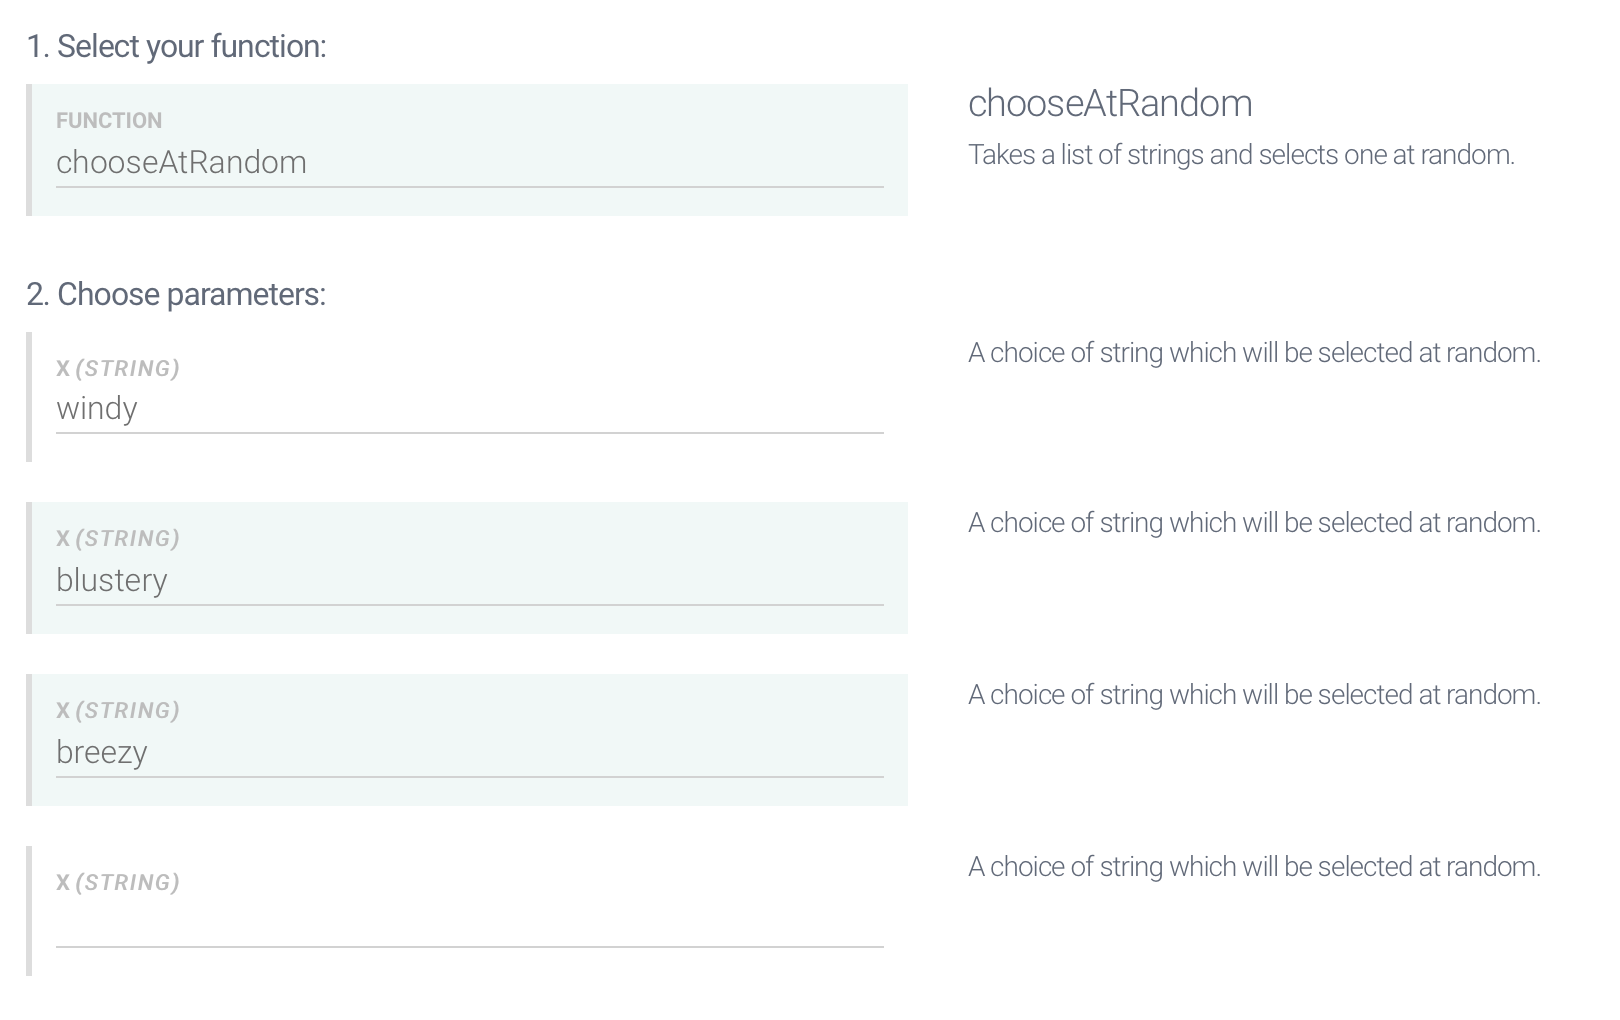 1. Select your function:
FUNCTION
chooseAtRandom
chooseAtRandom
Takes a list of strings and selects one at random.
2. Choose parameters:
X (STRING)
windy
A choice of string which will be selected at random.
X (STRING)
blustery
A choice of string which will be selected at random.
X (STRING)
breezy
A choice of string which will be selected at random.
X (STRING)
A choice of string which will be selected at random.